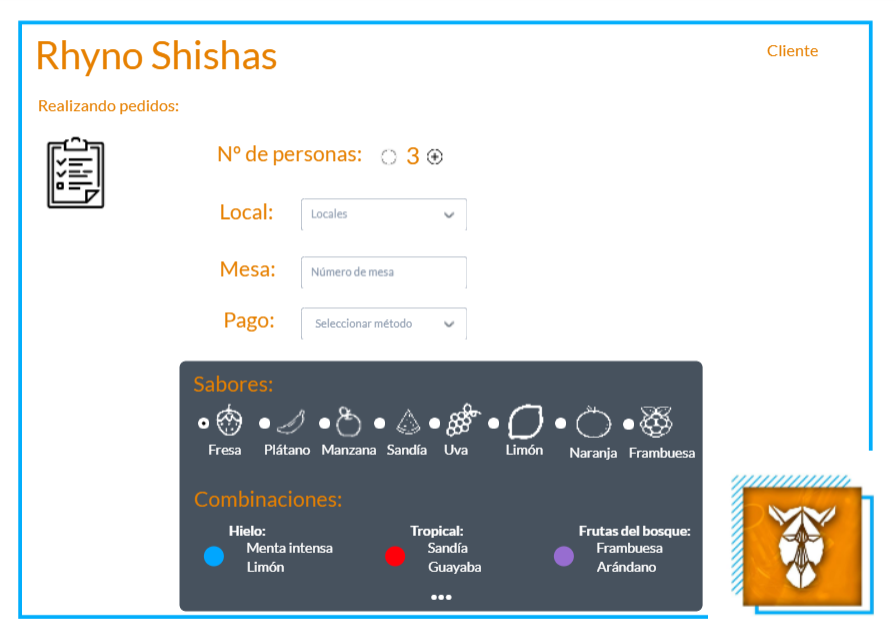 Rhyno Shishas
Cliente
Realizando pedidos:
Nº de personas: 3
Local: Locales
Mesa: Número de mesa
Pago: Seleccionar método
Sabores:
Fresa Plátano Manzana Sandía Uva Limón Naranja Frambuesa
Combinaciones:
Hielo: Tropical: Frutas del bosque:
Menta intensa Sandía Frambuesa
Limón Guayaba Arándano